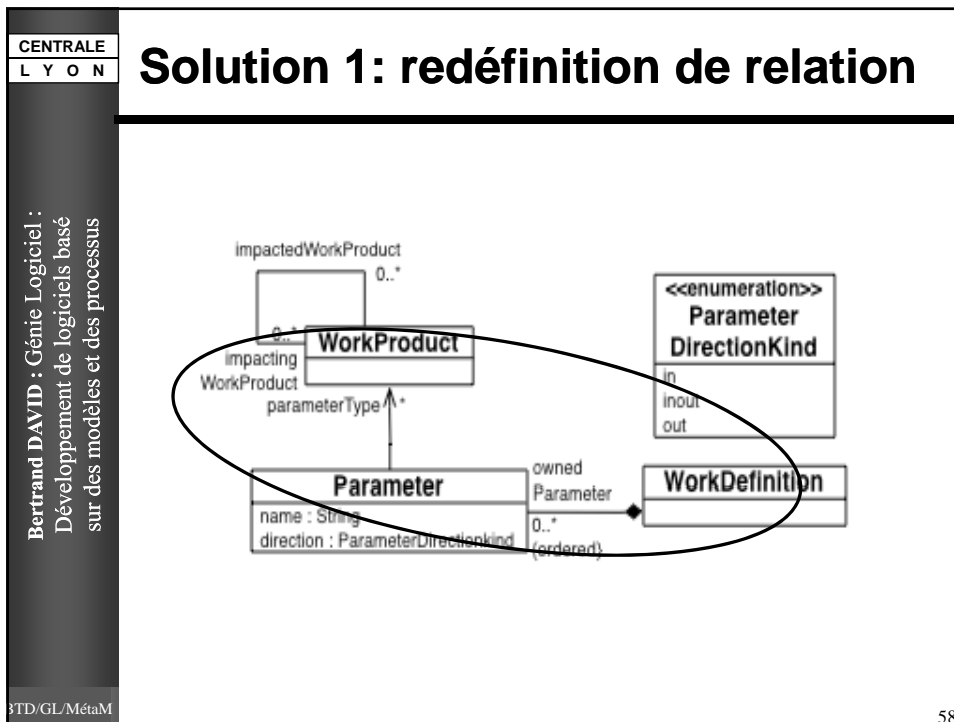 CENTRALE
L Y O N
Solution 1: redéfinition de relation
Bertrand DAVID : Génie Logiciel :
Développement de logiciels basé
sur des modèles et des processus
impactedWorkProduct
0..*
0..*
WorkProduct
impacting
WorkProduct
parameterType
*
<<enumeration>>
Parameter
DirectionKind
in
inout
out
Parameter
name : String
direction : ParameterDirectionkind
owned
Parameter
0..*
(ordered}
WorkDefinition
BTD/GL/MétaM
58